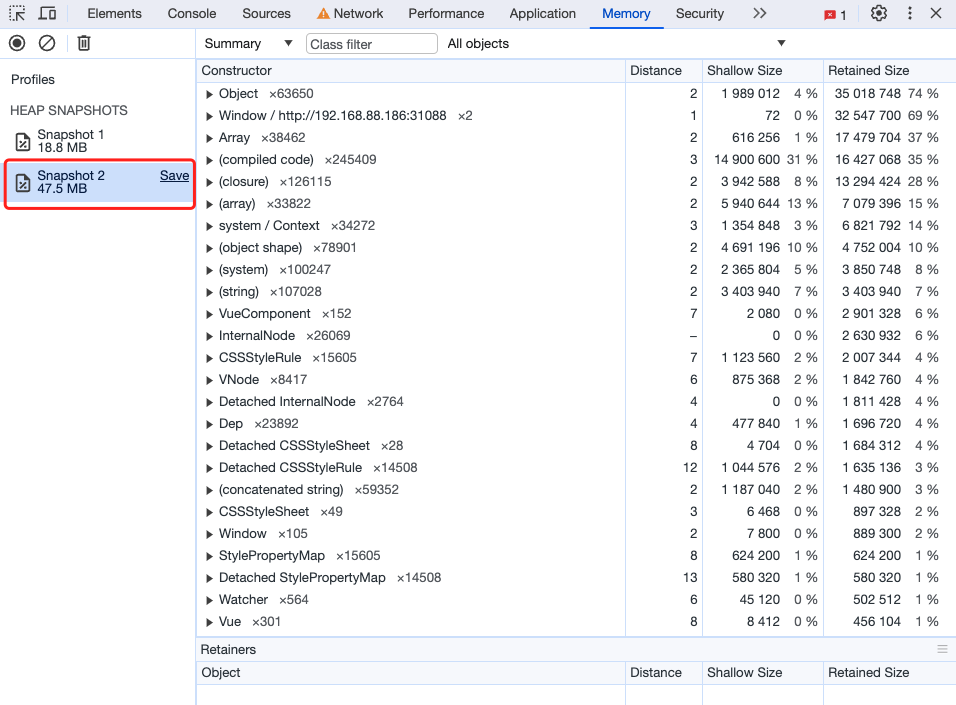 Elements Console Sources Network Performance Application Memory Security 1
Summary Class filter All objects
Profiles
HEAP SNAPSHOTS
Snapshot 1
18.8 MB
Snapshot 2 Save
47.5 MB
Constructor Distance Shallow Size Retained Size
Object ×63650 2 1 989 012 4 % 35 018 748 74 %
Window / http://192.168.88.186:31088 ×2 1 72 0 % 32 547 700 69 %
Array ×38462 2 616 256 1 % 17 479 704 37 %
(compiled code) ×245409 3 14 900 600 31 % 16 427 068 35 %
(closure) ×126115 2 3 942 588 8 % 13 294 424 28 %
(array) ×33822 2 5 940 644 13 % 7 079 396 15 %
system / Context ×34272 3 1 354 848 3 % 6 821 792 14 %
(object shape) ×78901 2 4 691 196 10 % 4 752 004 10 %
(system) ×100247 2 2 365 804 5 % 3 850 748 8 %
(string) ×107028 2 3 403 940 7 % 3 403 940 7 %
VueComponent ×152 7 2 080 0 % 2 901 328 6 %
InternalNode ×26069 – 0 0 % 2 630 932 6 %
CSSStyleRule ×15605 7 1 123 560 2 % 2 007 344 4 %
VNode ×8417 6 875 368 2 % 1 842 760 4 %
Detached InternalNode ×2764 4 0 0 % 1 811 428 4 %
Dep ×23892 4 477 840 1 % 1 696 720 4 %
Detached CSSStyleSheet ×28 8 4 704 0 % 1 684 312 4 %
Detached CSSStyleRule ×14508 12 1 044 576 2 % 1 635 136 3 %
(concatenated string) ×59352 2 1 187 040 2 % 1 480 900 3 %
CSSStyleSheet ×49 3 6 468 0 % 897 328 2 %
Window ×105 2 7 800 0 % 889 300 2 %
StylePropertyMap ×15605 8 624 200 1 % 624 200 1 %
Detached StylePropertyMap ×14508 13 580 320 1 % 580 320 1 %
Watcher ×564 6 45 120 0 % 502 512 1 %
Vue ×301 8 8 412 0 % 456 104 1 %
Retainers
Object Distance Shallow Size Retained Size